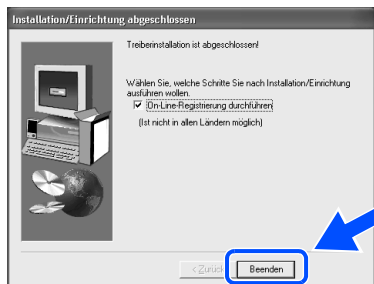 Installation/Einrichtung abgeschlossen
Treiberinstallation ist abgeschlossen!
Wählen Sie, welche Schritte Sie nach Installation/Einrichtung
ausführen wollen.
On-Line-Registrierung durchführen
(Ist nicht in allen Ländern möglich)
< Zurück
Beenden